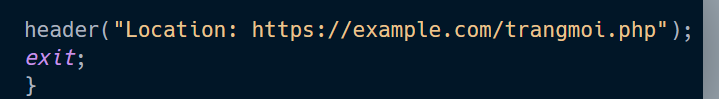 header("Location: https://example.com/trangmoi.php");
exit;
}